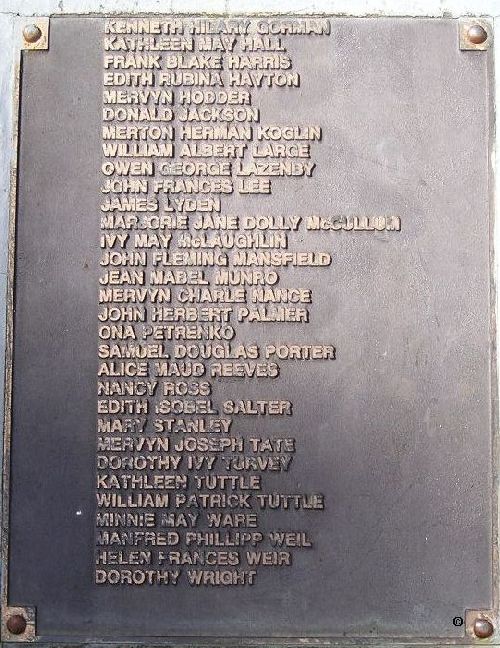 KENNETH HILARY GORMAN
KATHLEEN MAY HALL
FRANK BLAKE HARRIS
EDITH RUBINA HAYTON
MERVYN HODDER
DONALD JACKSON
MERTON HERMAN KOGLIN
WILLIAM ALBERT LARGE
OWEN GEORGE LAZENBY
JOHN FRANCES LEE
JAMES LYDEN
MARJORIE JANE DOLLY McCULLUM
IVY MAY McLAUGHLIN
JOHN FLEMING MANSFIELD
JEAN MABEL MUNRO
MERVYN CHARLE NANCE
JOHN HERBERT PALMER
ONA PETRENKO
SAMUEL DOUGLAS PORTER
ALICE MAUD REEVES
NANCY ROSS
EDITH ISOBEL SALTER
MARY STANLEY
MERVYN JOSEPH TATE
DOROTHY IVY TURVEY
KATHLEEN TUTTLE
WILLIAM PATRICK TUTTLE
MINNIE MAY WARE
MANFRED PHILLIPP WEIL
HELEN FRANCES WEIR
DOROTHY WRIGHT
©